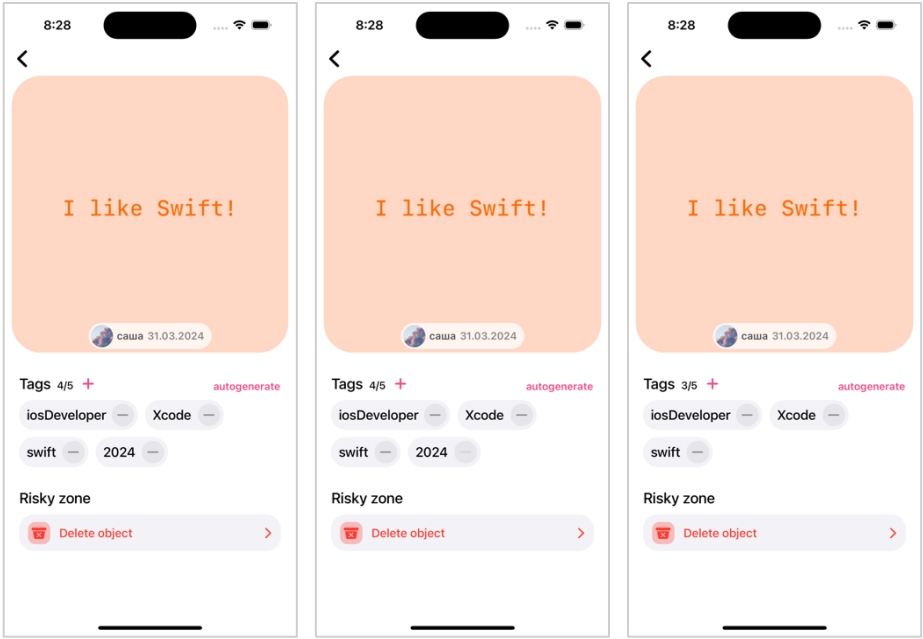 8:28
I like Swift!
саша 31.03.2024
Tags 4/5 + autogenerate
iosDeveloper — Xcode —
swift — 2024 —
Risky zone
Delete object
8:28
I like Swift!
саша 31.03.2024
Tags 4/5 + autogenerate
iosDeveloper — Xcode —
swift — 2024 —
Risky zone
Delete object
8:28
I like Swift!
саша 31.03.2024
Tags 3/5 + autogenerate
iosDeveloper — Xcode —
swift —
Risky zone
Delete object